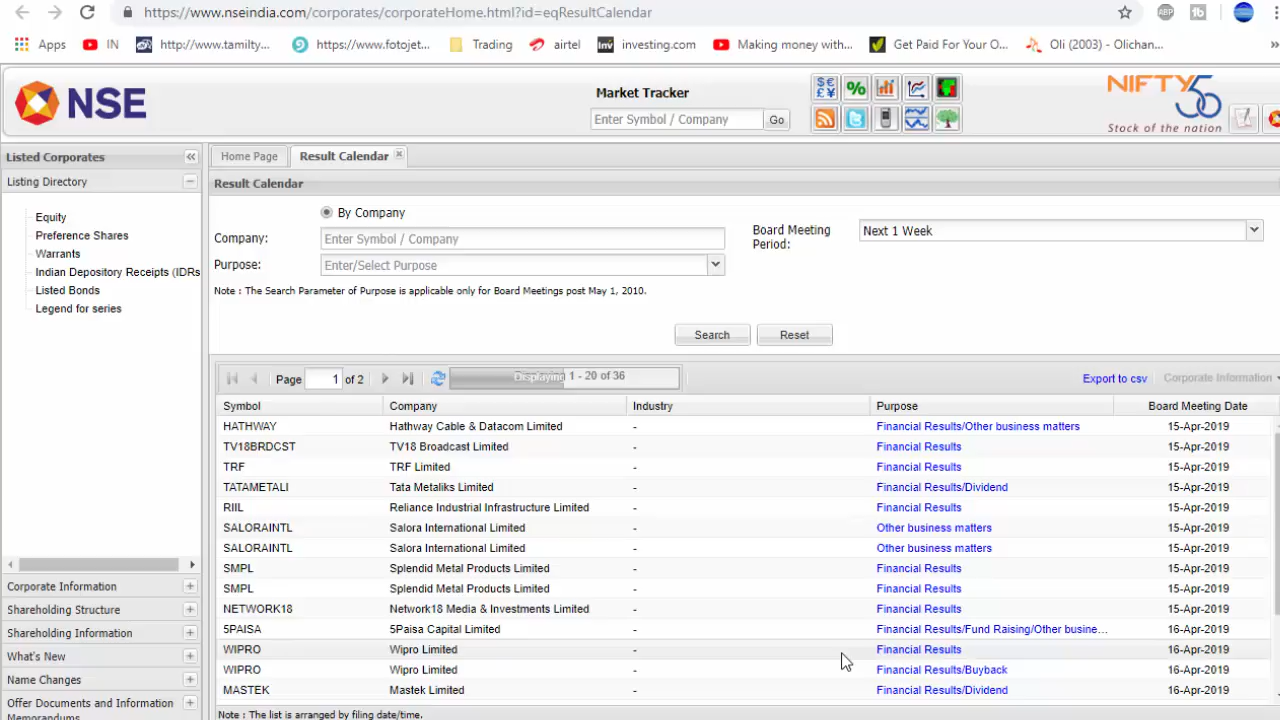 https://www.nseindia.com/corporates/corporateHome.html?id=eqResultCalendar
ABP
Apps IN http://www.tamilty... https://www.fotojet... Trading airtel Inv investing.com Making money with... Get Paid For Your O... Oli (2003) - Olichan... »
NSE
Market Tracker
Enter Symbol / Company Go
NIFTY50
Stock of the nation
Listed Corporates «
Listing Directory
Equity
Preference Shares
Warrants
Indian Depository Receipts (IDRs
Listed Bonds
Legend for series
Corporate Information
Shareholding Structure
Shareholding Information
What's New
Name Changes
Offer Documents and Information
Memorandums
Home Page Result Calendar
Result Calendar
By Company
Company: Enter Symbol / Company
Purpose: Enter/Select Purpose
Board Meeting
Period:
Next 1 Week
Note : The Search Parameter of Purpose is applicable only for Board Meetings post May 1, 2010.
Search Reset
Page 1 of 2 Displaying 1 - 20 of 36 Export to csv Corporate Information
Symbol Company Industry Purpose Board Meeting Date
HATHWAY Hathway Cable & Datacom Limited - Financial Results/Other business matters 15-Apr-2019
TV18BRDCST TV18 Broadcast Limited - Financial Results 15-Apr-2019
TRF TRF Limited - Financial Results 15-Apr-2019
TATAMETALI Tata Metaliks Limited - Financial Results/Dividend 15-Apr-2019
RIIL Reliance Industrial Infrastructure Limited - Financial Results 15-Apr-2019
SALORAINTL Salora International Limited - Other business matters 15-Apr-2019
SALORAINTL Salora International Limited - Other business matters 15-Apr-2019
SMPL Splendid Metal Products Limited - Financial Results 15-Apr-2019
SMPL Splendid Metal Products Limited - Financial Results 15-Apr-2019
NETWORK18 Network18 Media & Investments Limited - Financial Results 15-Apr-2019
5PAISA 5Paisa Capital Limited - Financial Results/Fund Raising/Other busine... 16-Apr-2019
WIPRO Wipro Limited - Financial Results 16-Apr-2019
WIPRO Wipro Limited - Financial Results/Buyback 16-Apr-2019
MASTEK Mastek Limited - Financial Results/Dividend 16-Apr-2019
Note : The list is arranged by filing date/time.